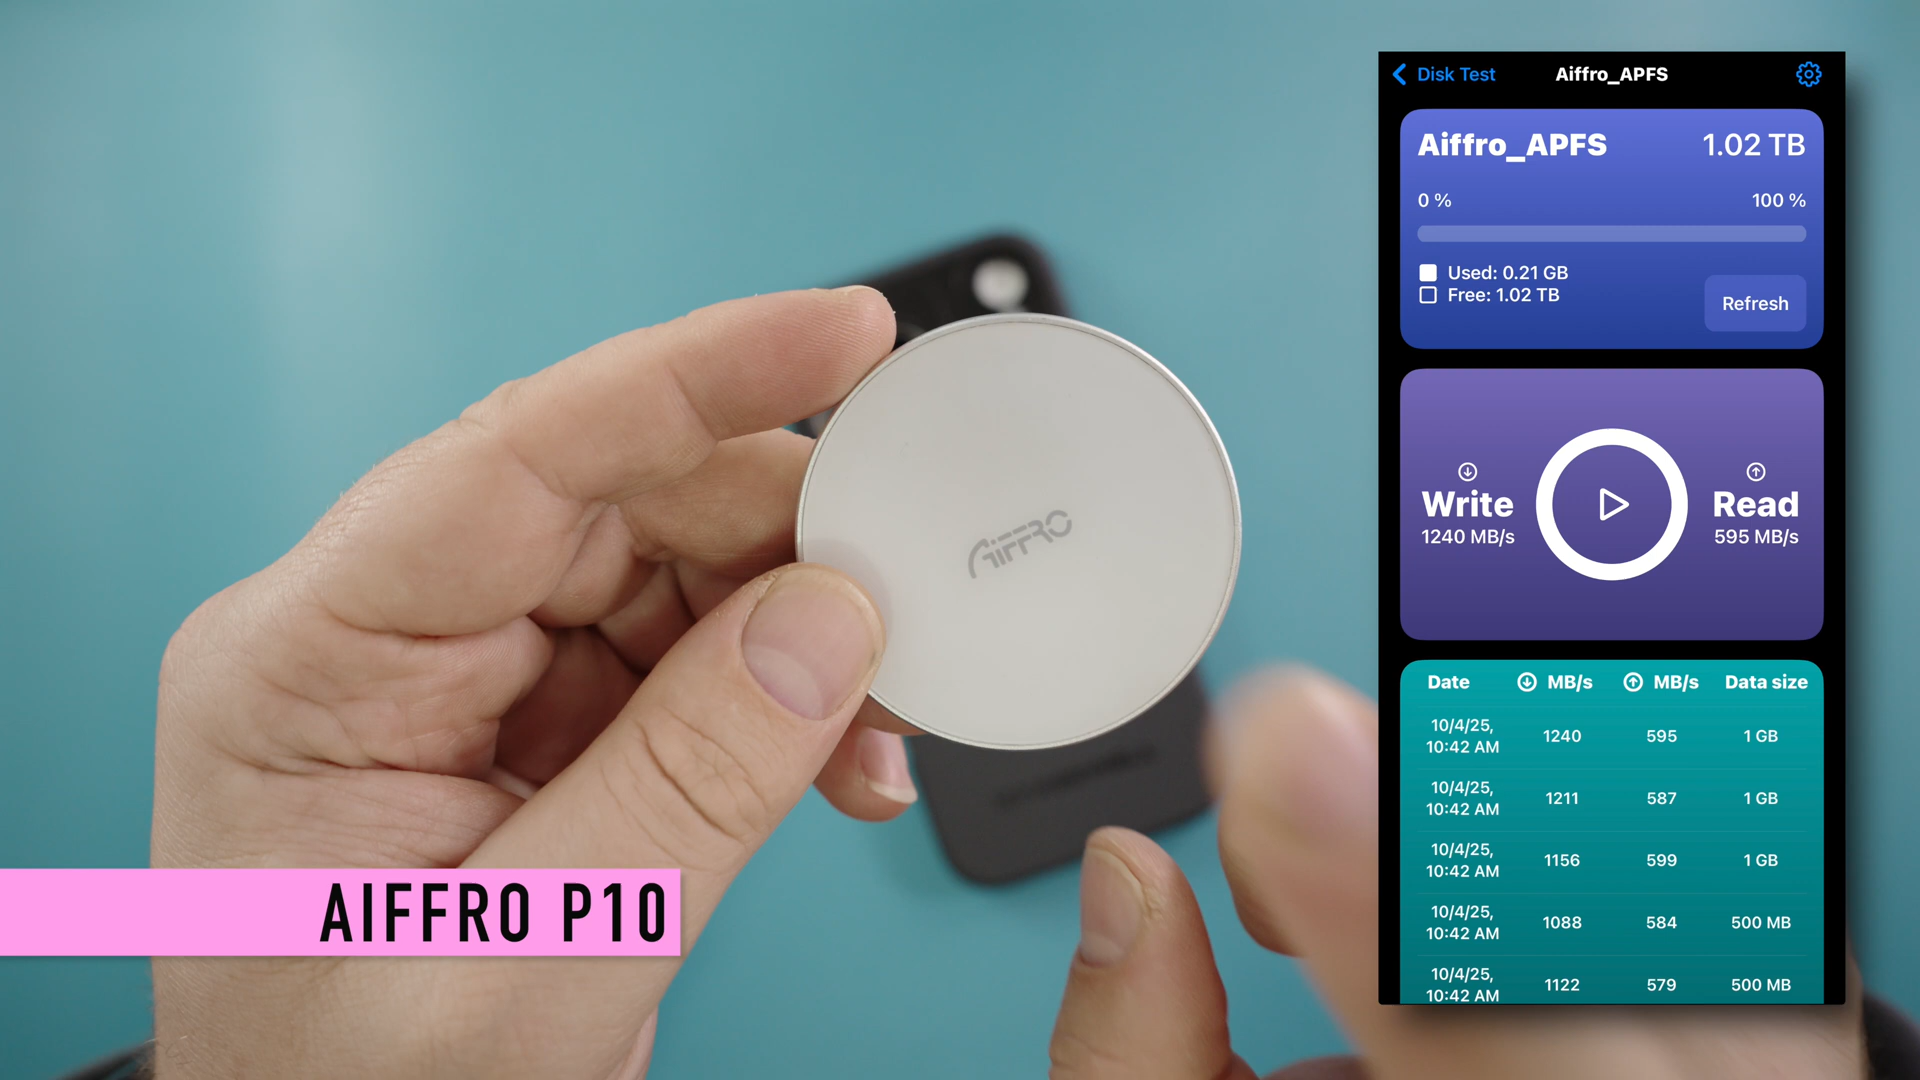 AIFFRO
AIFFRO P10
Disk Test
Aiffro_APFS
Aiffro_APFS
1.02 TB
0 %
100 %
Used: 0.21 GB
Free: 1.02 TB
Refresh
Write
1240 MB/s
Read
595 MB/s
Date MB/s MB/s Data size
10/4/25,
10:42 AM 1240 595 1 GB
10/4/25,
10:42 AM 1211 587 1 GB
10/4/25,
10:42 AM 1156 599 1 GB
10/4/25,
10:42 AM 1088 584 500 MB
10/4/25,
10:42 AM 1122 579 500 MB